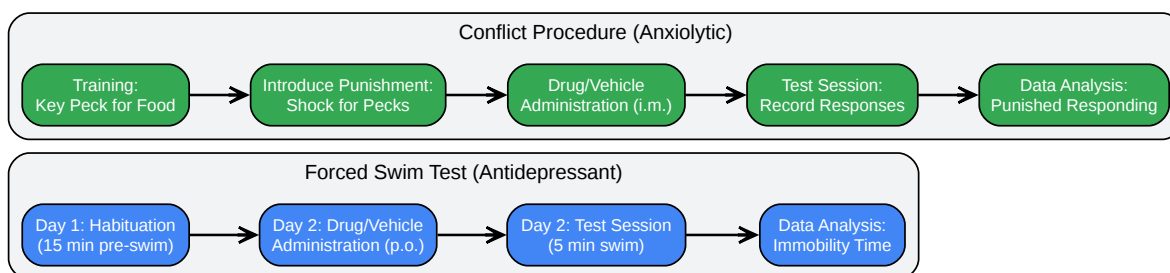 Conflict Procedure (Anxiolytic)
Training:
Key Peck for Food
Introduce Punishment:
Shock for Pecks
Drug/Vehicle
Administration (i.m.)
Test Session:
Record Responses
Data Analysis:
Punished Responding
Forced Swim Test (Antidepressant)
Day 1: Habituation
(15 min pre-swim)
Day 2: Drug/Vehicle
Administration (p.o.)
Day 2: Test Session
(5 min swim)
Data Analysis:
Immobility Time